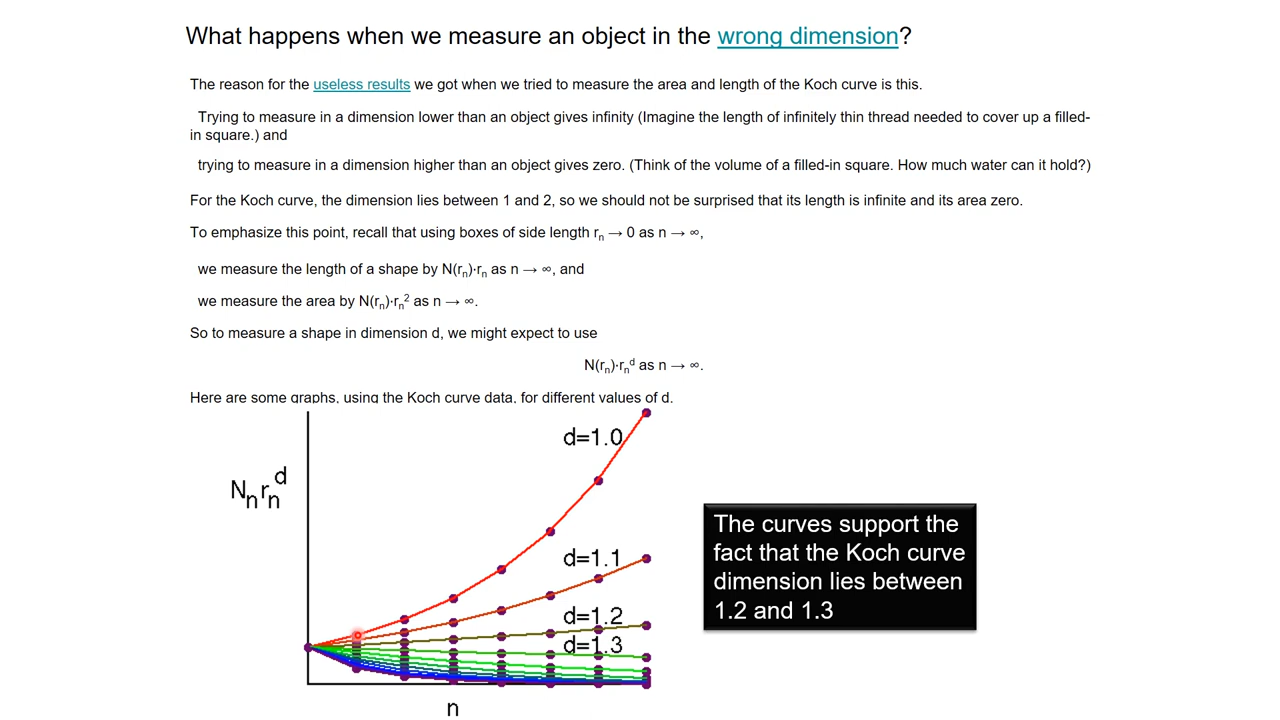 What happens when we measure an object in the wrong dimension?
The reason for the useless results we got when we tried to measure the area and length of the Koch curve is this.
Trying to measure in a dimension lower than an object gives infinity (Imagine the length of infinitely thin thread needed to cover up a filled-
in square.) and
trying to measure in a dimension higher than an object gives zero. (Think of the volume of a filled-in square. How much water can it hold?)
For the Koch curve, the dimension lies between 1 and 2, so we should not be surprised that its length is infinite and its area zero.
To emphasize this point, recall that using boxes of side length rₙ → 0 as n → ∞,
we measure the length of a shape by N(rₙ)·rₙ as n → ∞, and
we measure the area by N(rₙ)·rₙ² as n → ∞.
So to measure a shape in dimension d, we might expect to use
N(rₙ)·rₙᵈ as n → ∞.
Here are some graphs, using the Koch curve data, for different values of d.
d=1.0
Nₙ rₙᵈ
d=1.1
d=1.2
d=1.3
n
The curves support the
fact that the Koch curve
dimension lies between
1.2 and 1.3